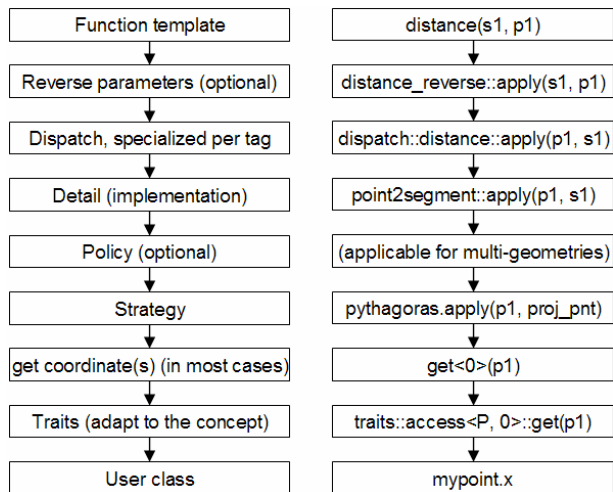 Function template
distance(s1, p1)
Reverse parameters (optional)
distance_reverse::apply(s1, p1)
Dispatch, specialized per tag
dispatch::distance::apply(p1, s1)
Detail (implementation)
point2segment::apply(p1, s1)
Policy (optional)
(applicable for multi-geometries)
Strategy
pythagoras.apply(p1, proj_pnt)
get coordinate(s) (in most cases)
get<0>(p1)
Traits (adapt to the concept)
traits::access<P, 0>::get(p1)
User class
mypoint.x